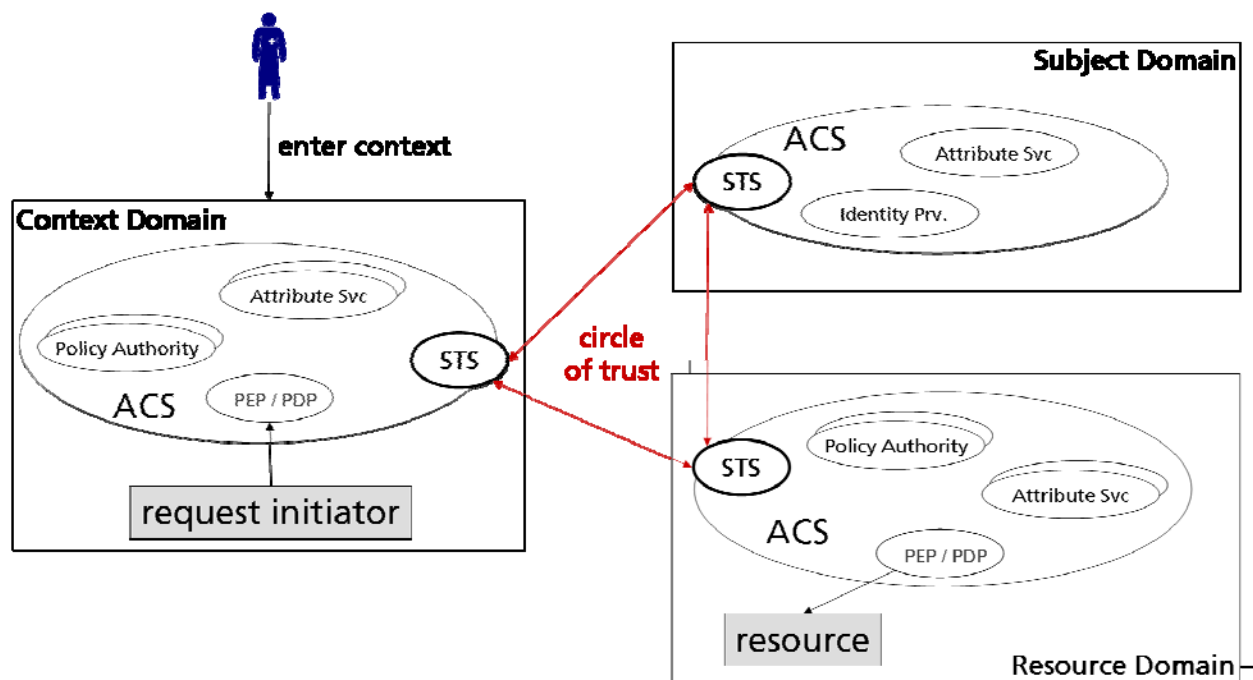 enter context
Context Domain
Attribute Svc
Policy Authority
STS
ACS
PEP / PDP
request initiator
circle
of trust
Subject Domain
ACS
Attribute Svc
STS
Identity Prv.
Policy Authority
STS
Attribute Svc
ACS
PEP / PDP
resource
Resource Domain